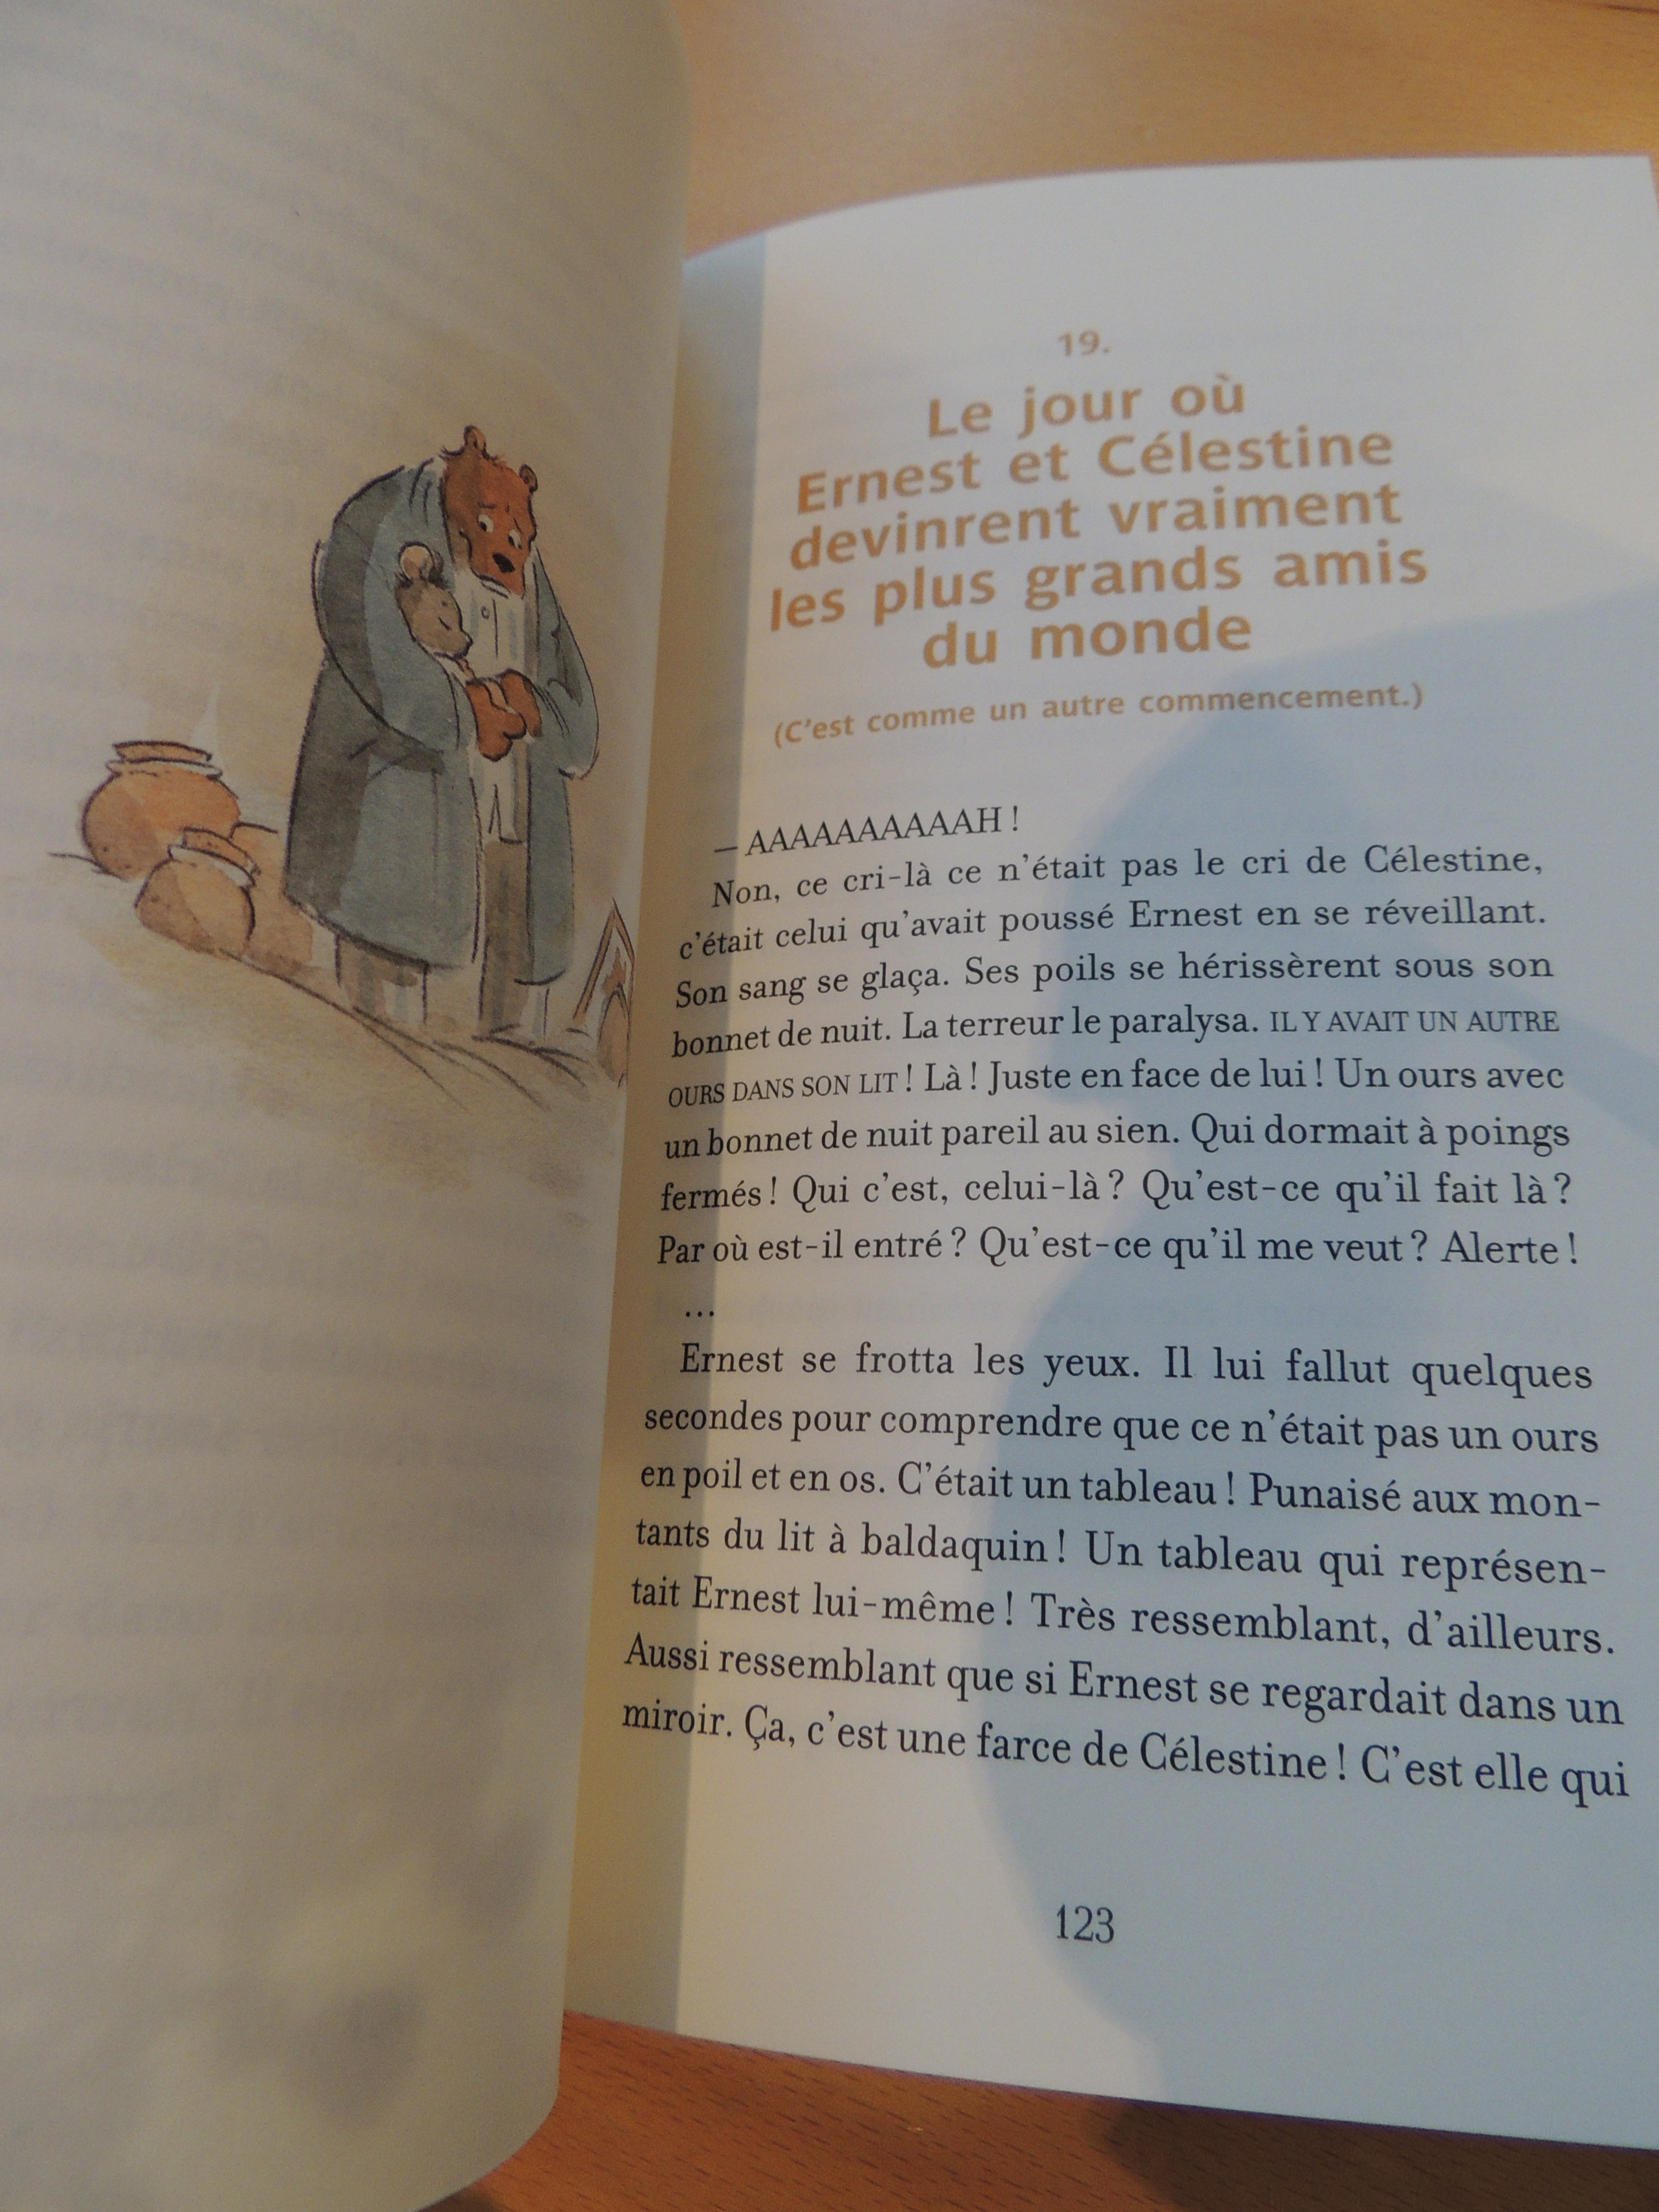 19.
Le jour où
Ernest et Célestine
devinrent vraiment
les plus grands amis
du monde
(C'est comme un autre commencement.)
– AAAAAAAAAAH !
Non, ce cri-là ce n'était pas le cri de Célestine,
c'était celui qu'avait poussé Ernest en se réveillant.
Son sang se glaça. Ses poils se hérissèrent sous son
bonnet de nuit. La terreur le paralysa. IL Y AVAIT UN AUTRE
OURS DANS SON LIT ! Là ! Juste en face de lui ! Un ours avec
un bonnet de nuit pareil au sien. Qui dormait à poings
fermés ! Qui c'est, celui-là ? Qu'est-ce qu'il fait là ?
Par où est-il entré ? Qu'est-ce qu'il me veut ? Alerte !
...
Ernest se frotta les yeux. Il lui fallut quelques
secondes pour comprendre que ce n'était pas un ours
en poil et en os. C'était un tableau ! Punaisé aux mon-
tants du lit à baldaquin ! Un tableau qui représen-
tait Ernest lui-même ! Très ressemblant, d'ailleurs.
Aussi ressemblant que si Ernest se regardait dans un
miroir. Ça, c'est une farce de Célestine ! C'est elle qui
123